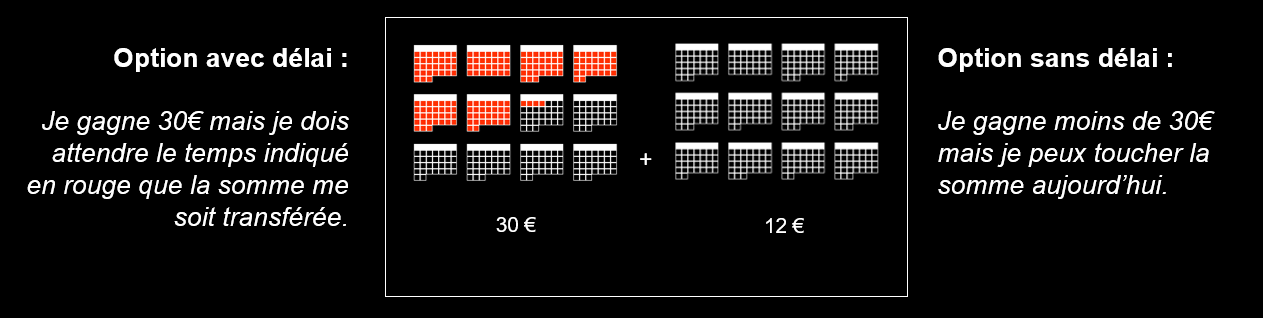 Option avec délai :
Je gagne 30€ mais je dois
attendre le temps indiqué
en rouge que la somme me
soit transférée.
+
30 €
12 €
Option sans délai :
Je gagne moins de 30€
mais je peux toucher la
somme aujourd’hui.